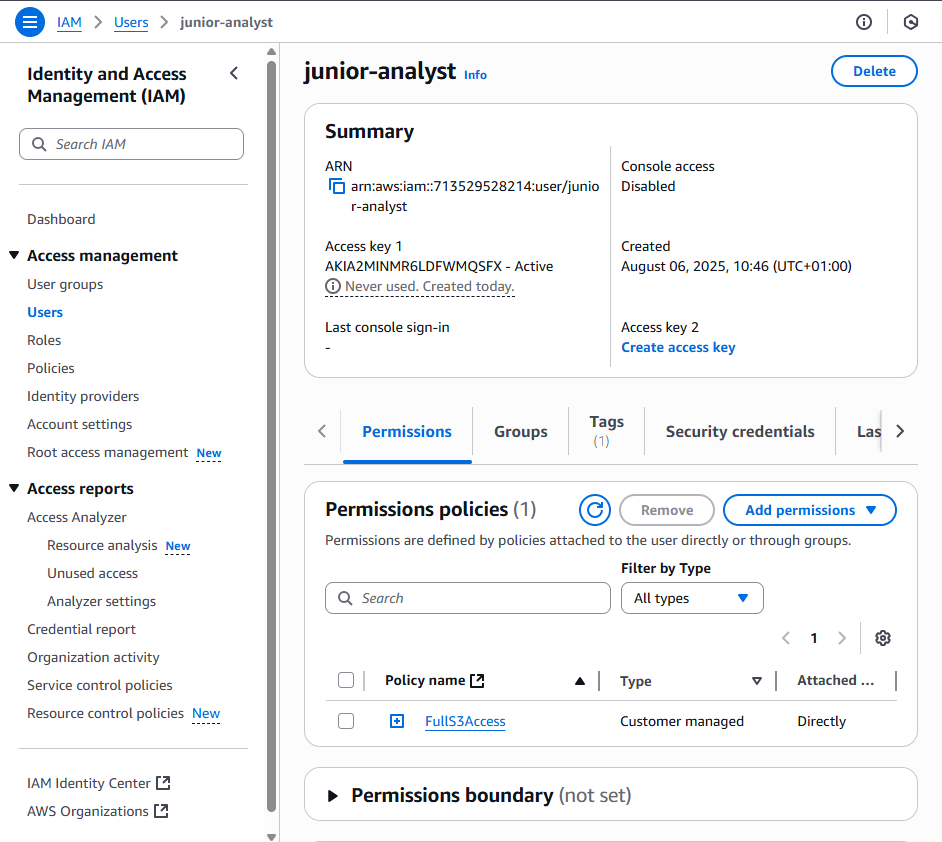 IAM > Users > junior-analyst
Identity and Access
Management (IAM)
Search IAM
Dashboard
Access management
User groups
Users
Roles
Policies
Identity providers
Account settings
Root access management New
Access reports
Access Analyzer
Resource analysis New
Unused access
Analyzer settings
Credential report
Organization activity
Service control policies
Resource control policies New
IAM Identity Center
AWS Organizations
junior-analyst Info
Delete
Summary
ARN
arn:aws:iam::713529528214:user/junio
r-analyst
Console access
Disabled
Access key 1
AKIA2MINMR6LDFWMQSFX - Active
Never used. Created today.
Created
August 06, 2025, 10:46 (UTC+01:00)
Last console sign-in
-
Access key 2
Create access key
Permissions
Groups
Tags
(1)
Security credentials
Las
Permissions policies (1)
Remove
Add permissions
Permissions are defined by policies attached to the user directly or through groups.
Filter by Type
Search
All types
1
Policy name
Type
Attached ...
FullS3Access
Customer managed
Directly
Permissions boundary (not set)